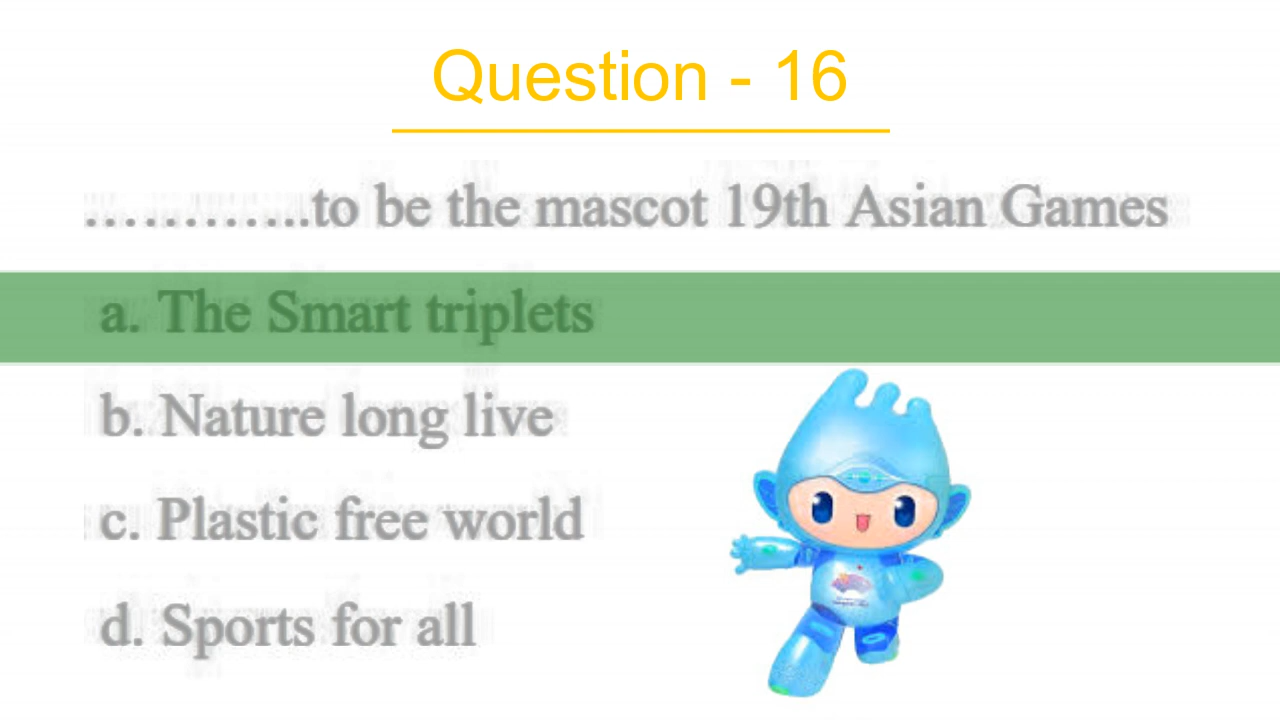 Question - 16
…………..to be the mascot 19th Asian Games
a. The Smart triplets
b. Nature long live
c. Plastic free world
d. Sports for all